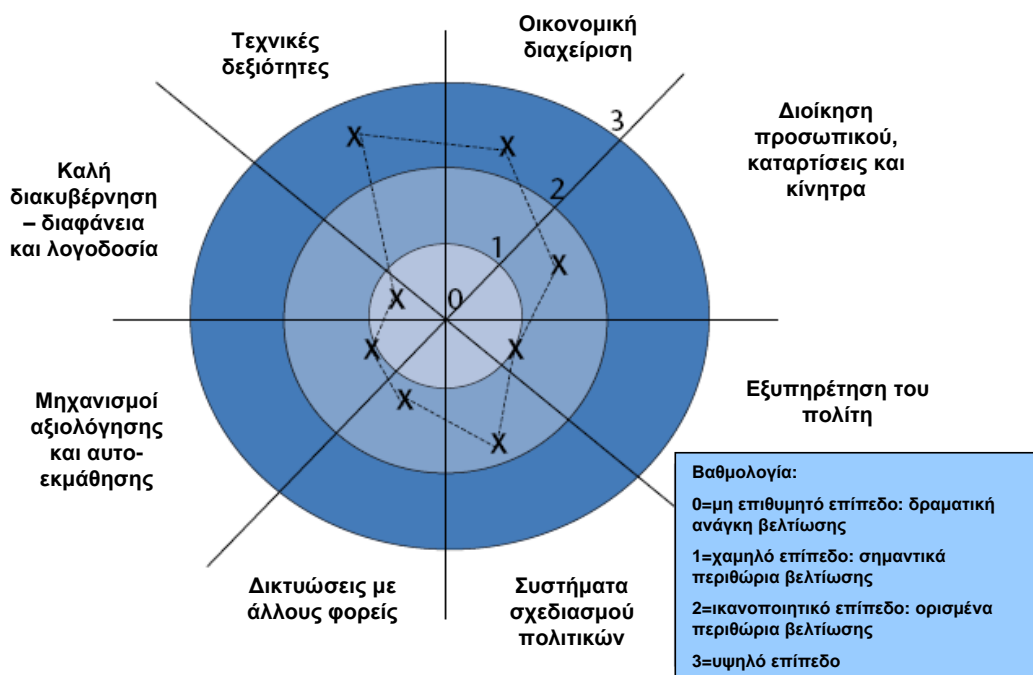 Τεχνικές
δεξιότητες
Οικονομική
διαχείριση
Διοίκηση
προσωπικού,
καταρτίσεις και
κίνητρα
Καλή
διακυβέρνηση
– διαφάνεια
και λογοδοσία
3
2
1
0
X
X
X
X
X
X
X
X
Μηχανισμοί
αξιολόγησης
και αυτο-
εκμάθησης
Εξυπηρέτηση του
πολίτη
Δικτυώσεις με
άλλους φορείς
Συστήματα
σχεδιασμού
πολιτικών
Βαθμολογία:
0=μη επιθυμητό επίπεδο: δραματική
ανάγκη βελτίωσης
1=χαμηλό επίπεδο: σημαντικά
περιθώρια βελτίωσης
2=ικανοποιητικό επίπεδο: ορισμένα
περιθώρια βελτίωσης
3=υψηλό επίπεδο